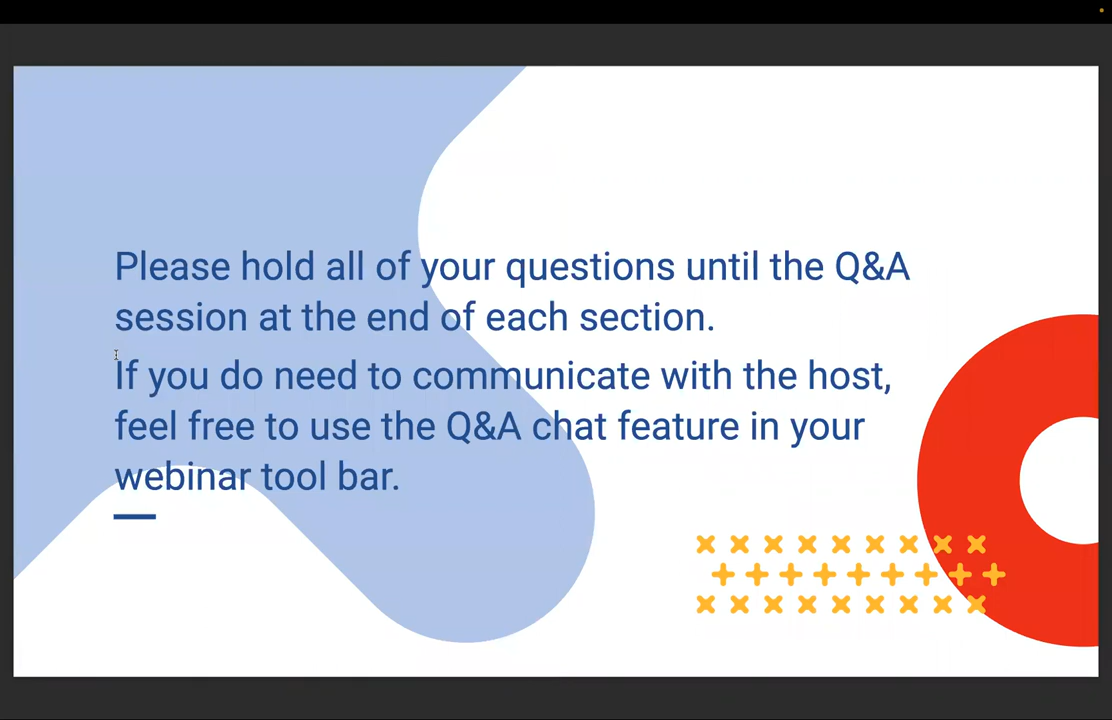 Please hold all of your questions until the Q&A
session at the end of each section.
If you do need to communicate with the host,
feel free to use the Q&A chat feature in your
webinar tool bar.